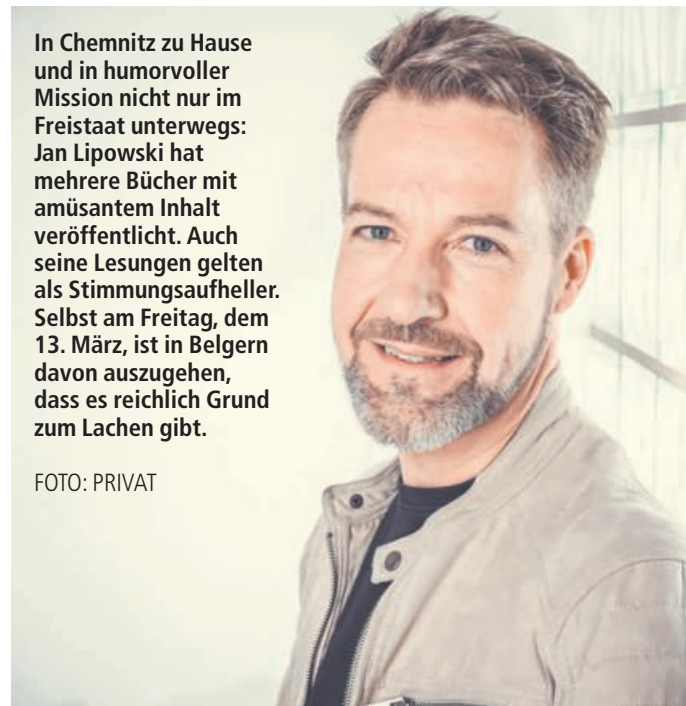 In Chemnitz zu Hause
und in humorvoller
Mission nicht nur im
Freistaat unterwegs:
Jan Lipowski hat
mehrere Bücher mit
amüsantem Inhalt
veröffentlicht. Auch
seine Lesungen gelten
als Stimmungsaufheller.
Selbst am Freitag, dem
13. März, ist in Belgern
davon auszugehen,
dass es reichlich Grund
zum Lachen gibt.
FOTO: PRIVAT